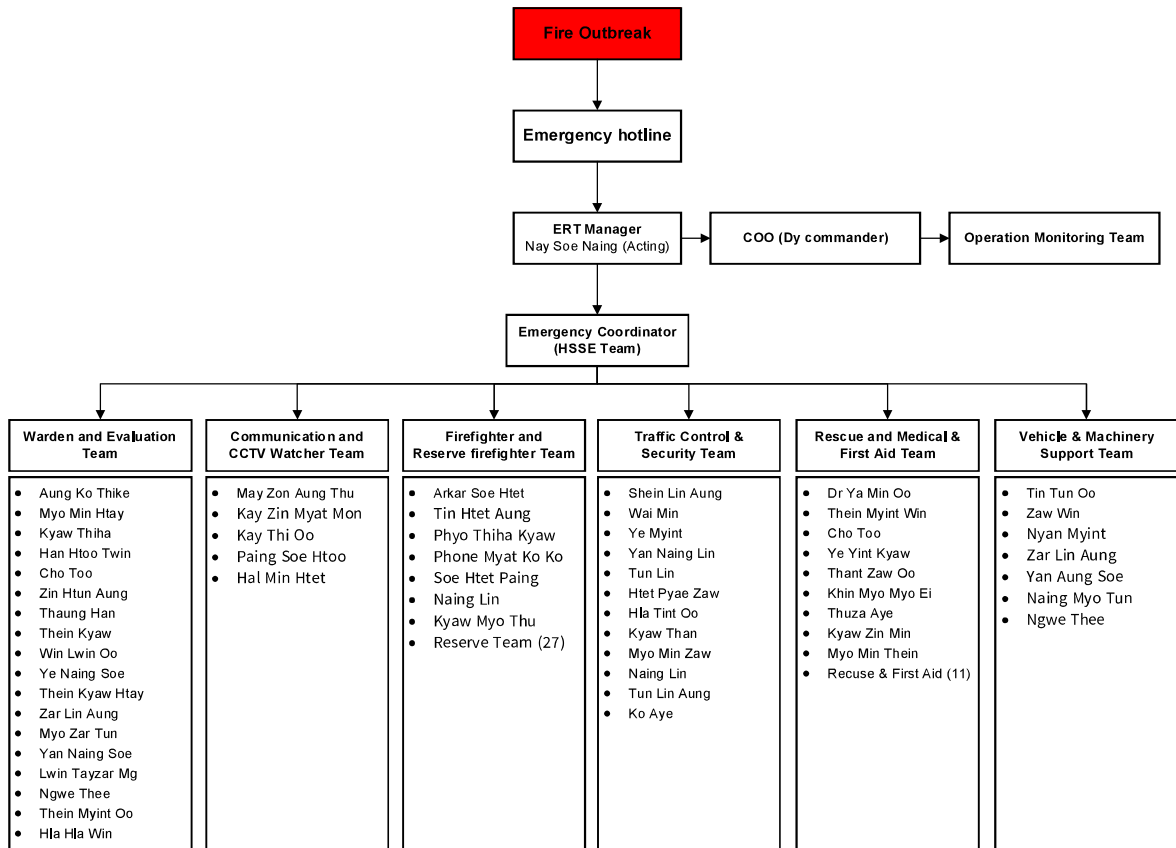 Fire Outbreak
Emergency hotline
ERT Manager
Nay Soe Naing (Acting)
COO (Dy commander)
Operation Monitoring Team
Emergency Coordinator
(HSSE Team)
Warden and Evaluation
Team
Aung Ko Thike
Myo Min Htay
Kyaw Thiha
Han Htoo Twin
Cho Too
Zin Htun Aung
Thaung Han
Thein Kyaw
Win Lwin Oo
Ye Naing Soe
Thein Kyaw Htay
Zar Lin Aung
Myo Zar Tun
Yan Naing Soe
Lwin Tayzar Mg
Ngwe Thee
Thein Myint Oo
Hla Hla Win
Communication and
CCTV Watcher Team
May Zon Aung Thu
Kay Zin Myat Mon
Kay Thi Oo
Paing Soe Htoo
Hal Min Htet
Firefighter and
Reserve firefighter Team
Arkar Soe Htet
Tin Htet Aung
Phyo Thiha Kyaw
Phone Myat Ko Ko
Soe Htet Paing
Naing Lin
Kyaw Myo Thu
Reserve Team (27)
Traffic Control &
Security Team
Shein Lin Aung
Wai Min
Ye Myint
Yan Naing Lin
Tun Lin
Htet Pyae Zaw
Hla Tint Oo
Kyaw Than
Myo Min Zaw
Naing Lin
Tun Lin Aung
Ko Aye
Rescue and Medical &
First Aid Team
Dr Ya Min Oo
Thein Myint Win
Cho Too
Ye Yint Kyaw
Thant Zaw Oo
Khin Myo Myo Ei
Thuza Aye
Kyaw Zin Min
Myo Min Thein
Recuse & First Aid (11)
Vehicle & Machinery
Support Team
Tin Tun Oo
Zaw Win
Nyan Myint
Zar Lin Aung
Yan Aung Soe
Naing Myo Tun
Ngwe Thee